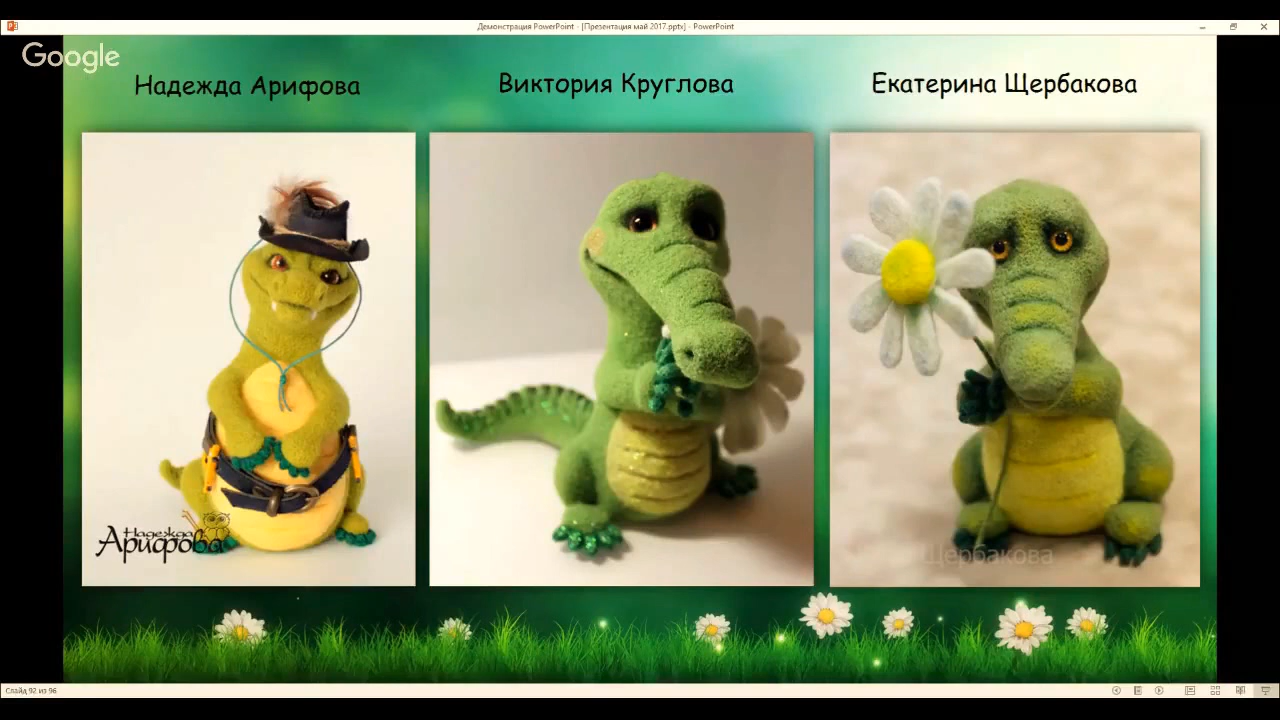 Демонстрация PowerPoint - [Презентация май 2017.pptx] - PowerPoint
Google
Надежда Арифова
Виктория Круглова
Екатерина Щербакова
Надежда
Арифова
Щербакова
Слайд 92 из 96